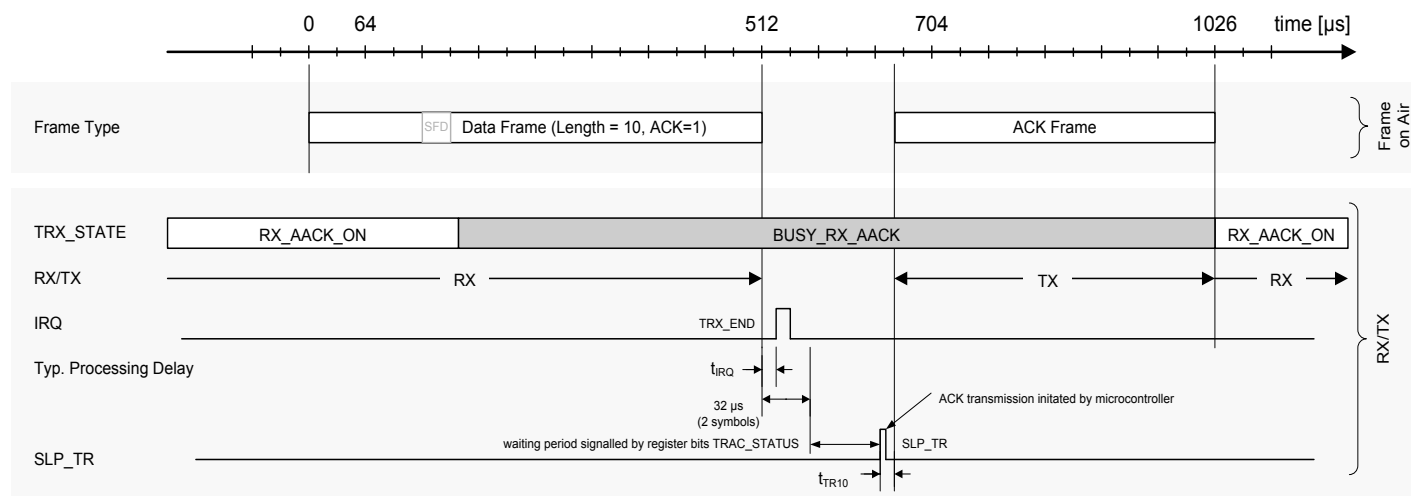 0 64 512 704 1026 time [µs]
Frame Type
SFD
Data Frame (Length = 10, ACK=1)
ACK Frame
Frame
on Air
TRX_STATE
RX_AACK_ON
BUSY_RX_AACK
RX_AACK_ON
RX/TX
RX
TX
RX
IRQ
TRX_END
RX/TX
Typ. Processing Delay
tIRQ
32 µs
(2 symbols)
ACK transmission initated by microcontroller
waiting period signalled by register bits TRAC_STATUS
SLP_TR
SLP_TR
tTR10